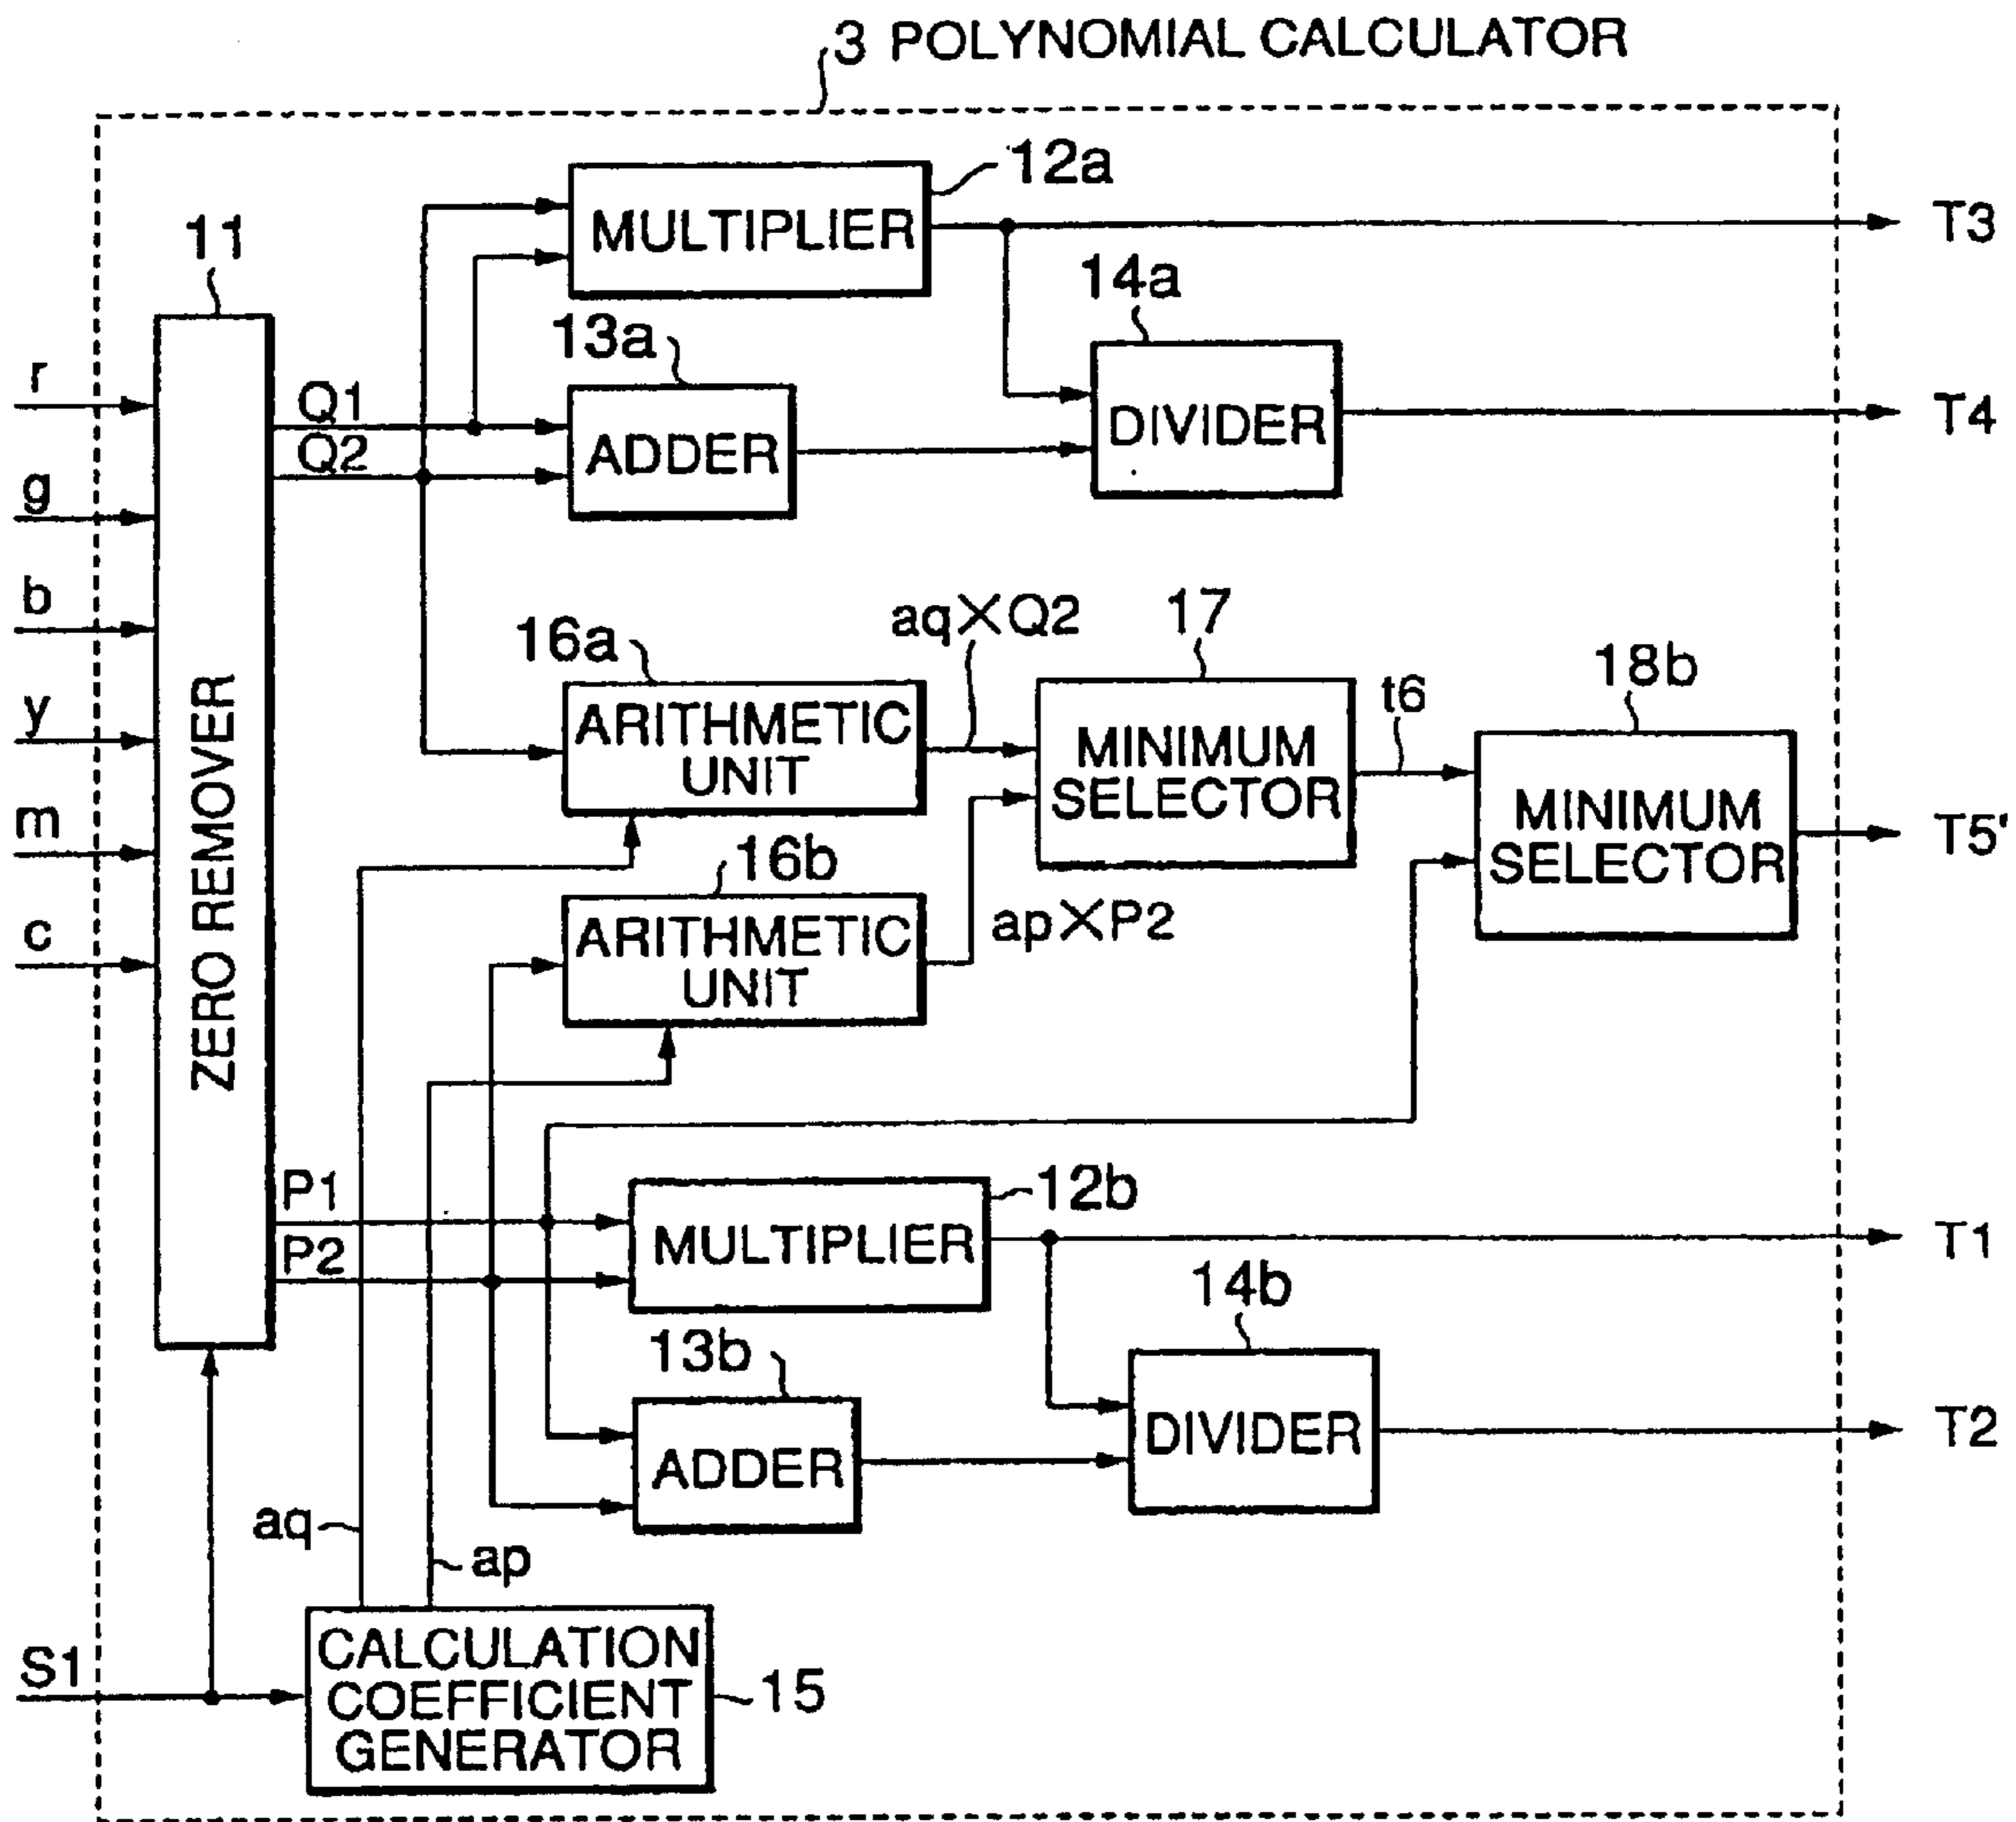 3 POLYNOMIAL CALCULATOR
12a
MULTIPLIER
T3
11
14a
13a
r
Q1
DIVIDER
T4
Q2
ADDER
g
b
aq×Q2
17
16a
18b
y
ARITHMETIC
UNIT
t6
MINIMUM
SELECTOR
MINIMUM
SELECTOR
T5'
m
16b
ZERO REMOVER
c
ARITHMETIC
UNIT
ap×P2
P1
12b
P2
MULTIPLIER
T1
14b
13b
DIVIDER
T2
ADDER
aq
ap
S1
CALCULATION
COEFFICIENT
GENERATOR
15